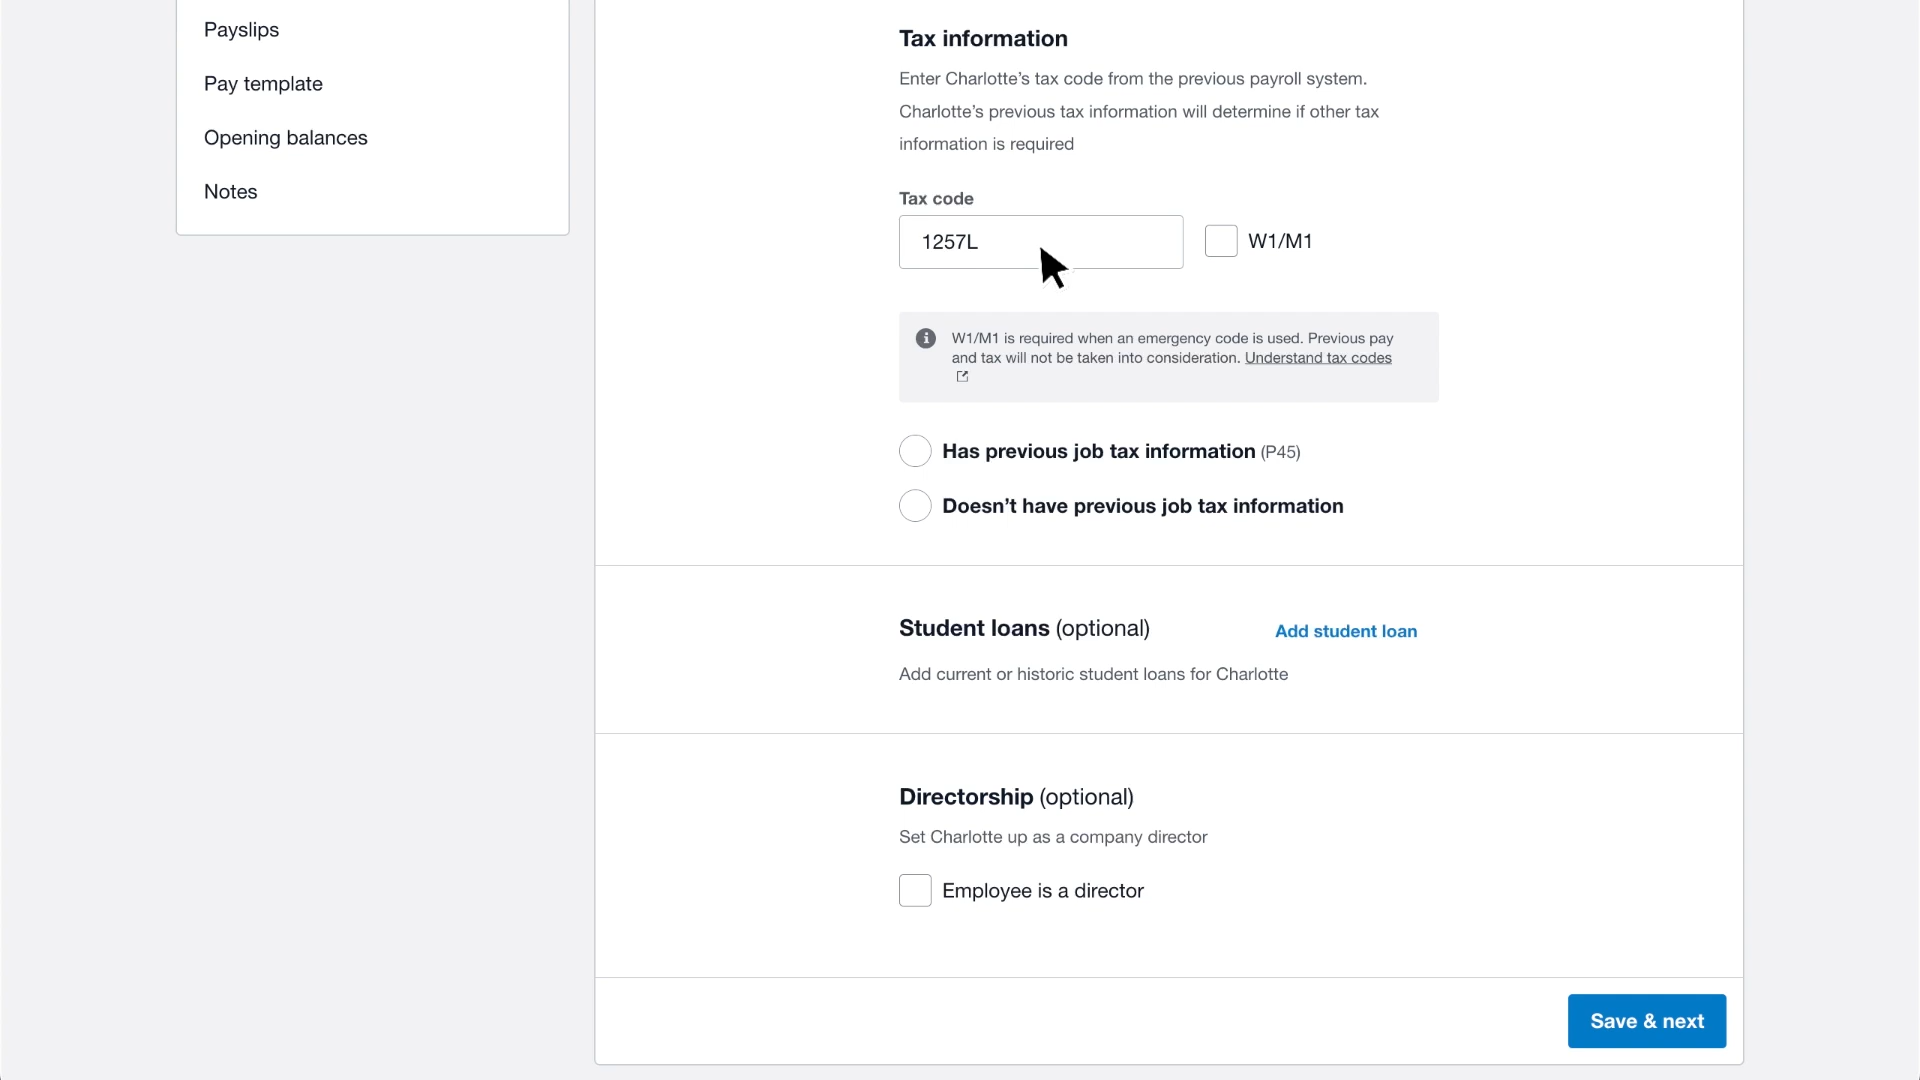 Payslips
Pay template
Opening balances
Notes
Tax information
Enter Charlotte’s tax code from the previous payroll system.
Charlotte’s previous tax information will determine if other tax
information is required
Tax code
1257L
W1/M1
W1/M1 is required when an emergency code is used. Previous pay
and tax will not be taken into consideration. Understand tax codes
Has previous job tax information (P45)
Doesn’t have previous job tax information
Student loans (optional)
Add student loan
Add current or historic student loans for Charlotte
Directorship (optional)
Set Charlotte up as a company director
Employee is a director
Save & next